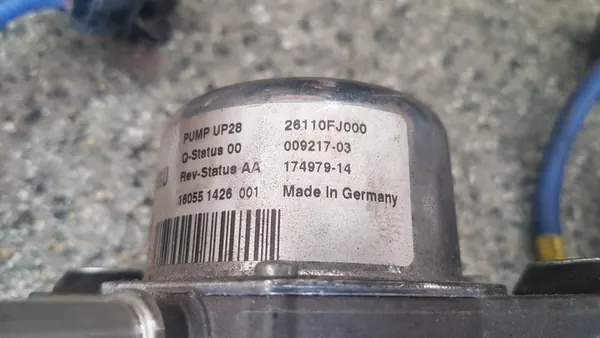 PUMP UP28 26110FJ000
Q-Status 00 009217-03
Rev-Status AA 174979-14
16055 1426 001 Made in Germany